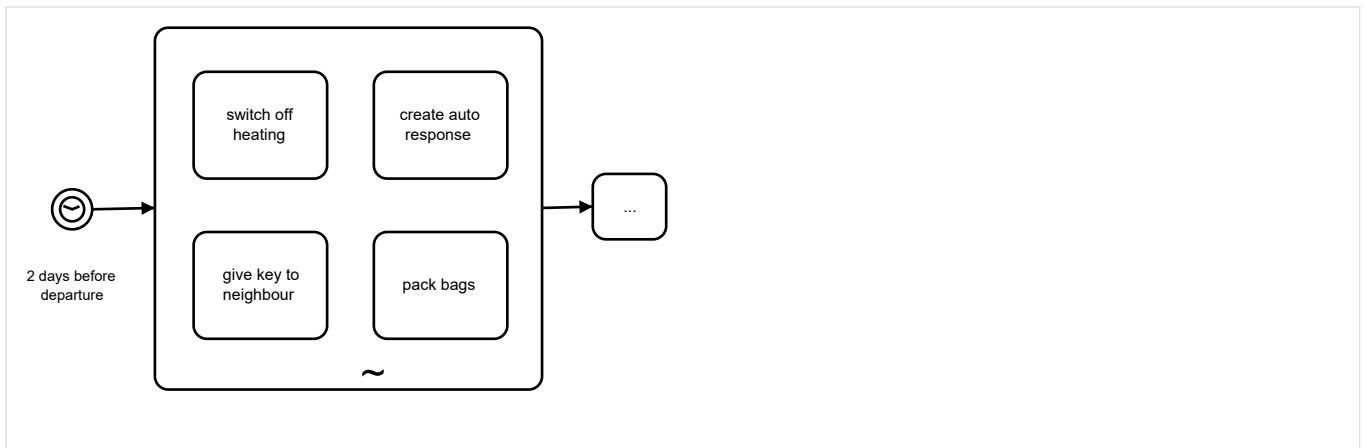 switch off
heating
create auto
response
2 days before
departure
give key to
neighbour
pack bags
~
...